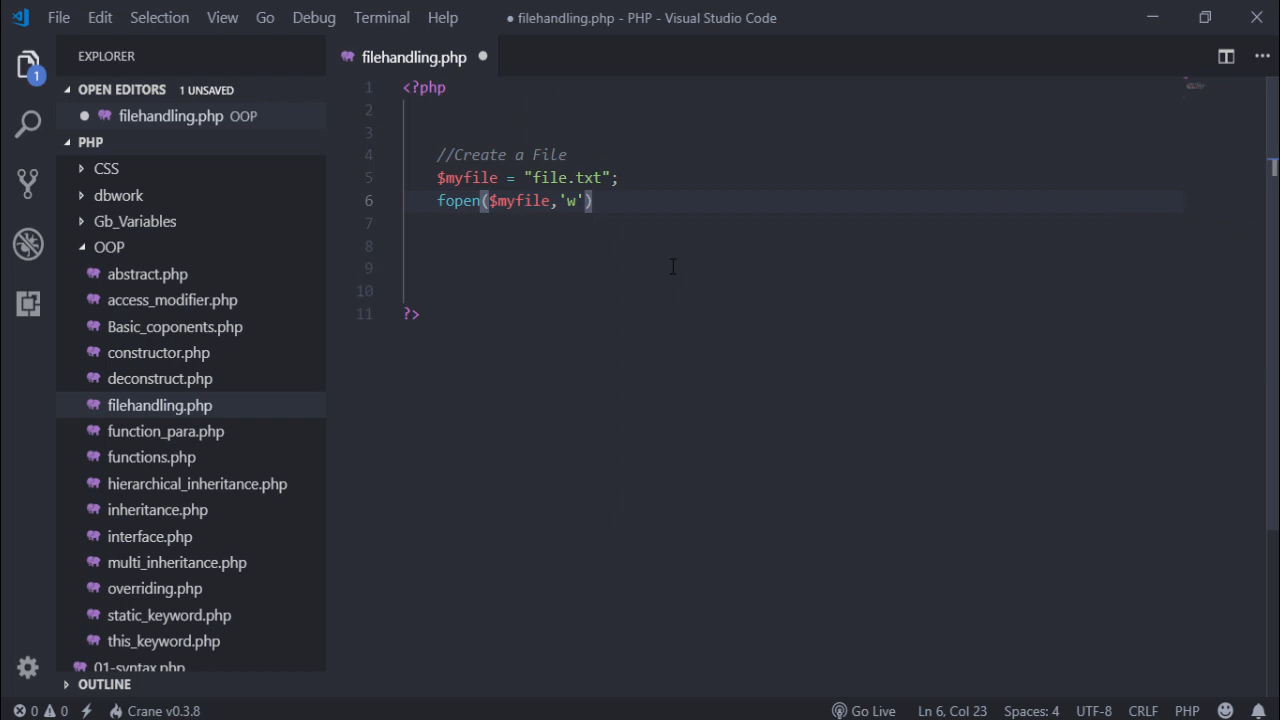 File Edit Selection View Go Debug Terminal Help
● filehandling.php - PHP - Visual Studio Code
EXPLORER
1
OPEN EDITORS 1 UNSAVED
filehandling.php OOP
PHP
CSS
dbwork
Gb_Variables
OOP
abstract.php
access_modifier.php
Basic_coponents.php
constructor.php
deconstruct.php
filehandling.php
function_para.php
functions.php
hierarchical_inheritance.php
inheritance.php
interface.php
multi_inheritance.php
overriding.php
static_keyword.php
this_keyword.php
01-syntax.php
OUTLINE
filehandling.php
1 <?php
2
3
4 //Create a File
5 $myfile = "file.txt";
6 fopen($myfile,'w')
7
8
9
10
11 ?>
0 0 Crane v0.3.8 Go Live Ln 6, Col 23 Spaces: 4 UTF-8 CRLF PHP